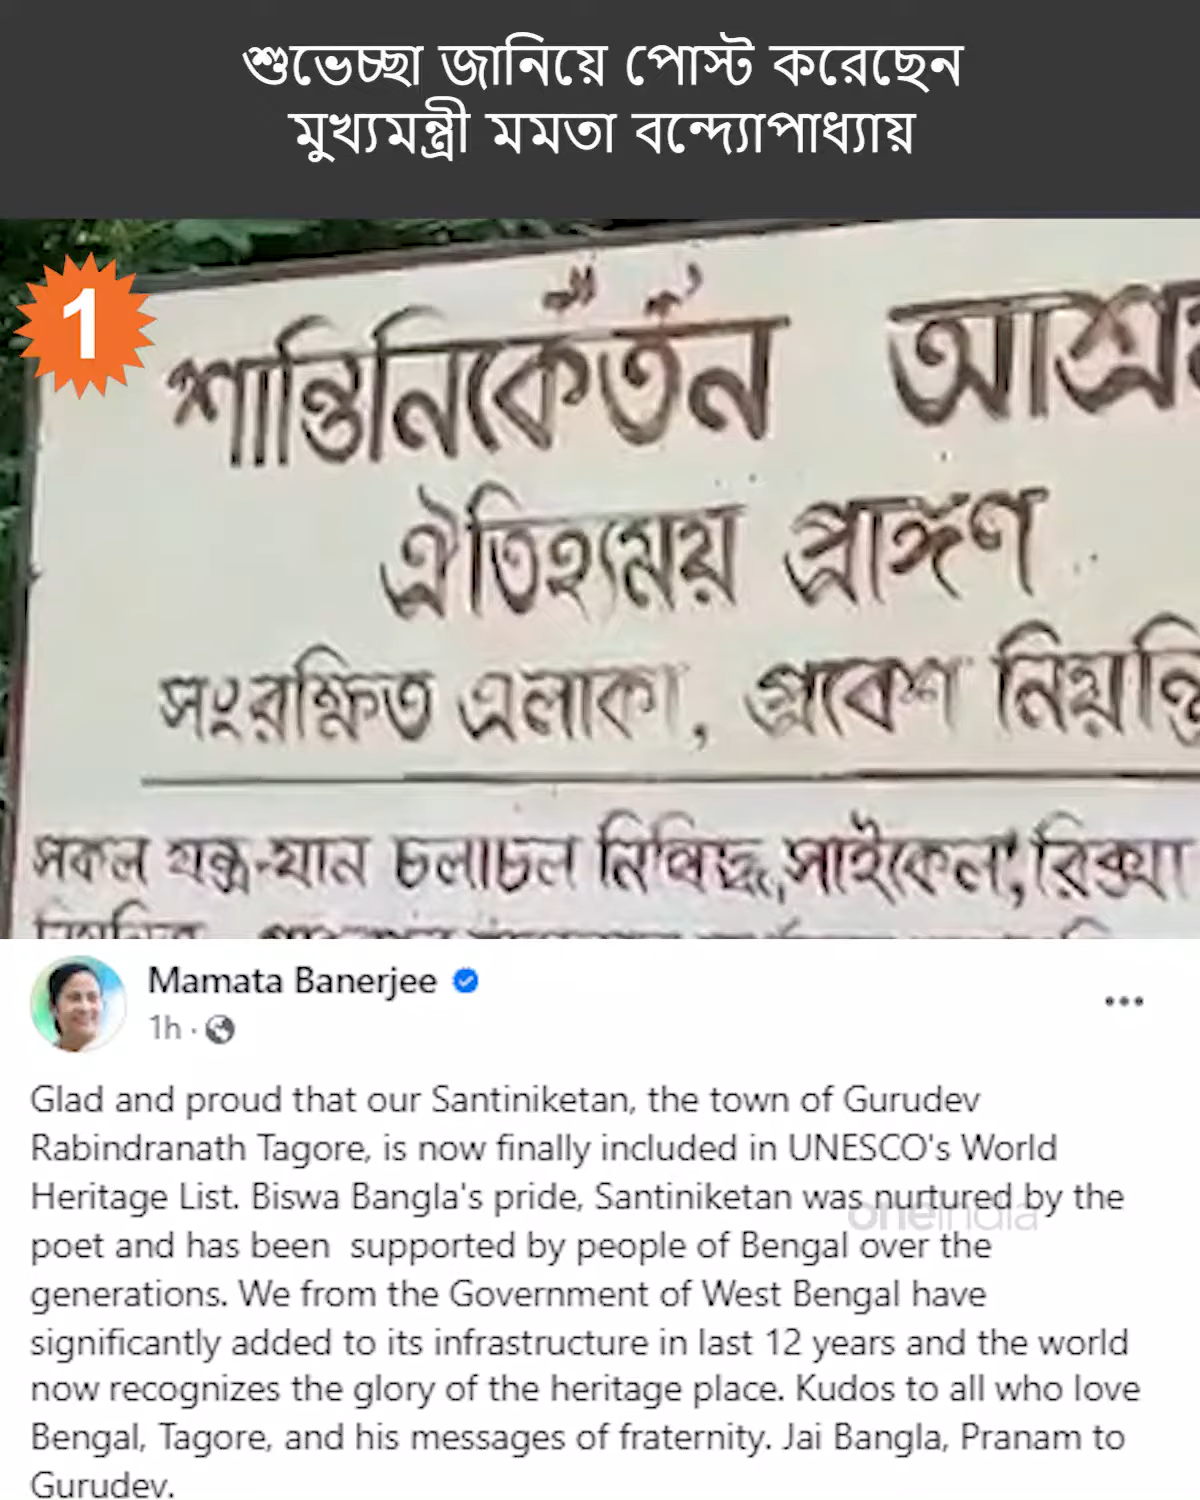 শুভেচ্ছা জানিয়ে পোস্ট করেছেন
মুখ্যমন্ত্রী মমতা বন্দ্যোপাধ্যায়
1
শান্তিনিকেতন আশ্রম
ঐতিহ্যময় প্রাঙ্গণ
সংরক্ষিত এলাকা, প্রবেশ
সকল যন্ত্র-যান চলাচল নিষিদ্ধ, সাইকেল, রিক্সা
Mamata Banerjee
1h ·
Glad and proud that our Santiniketan, the town of Gurudev
Rabindranath Tagore, is now finally included in UNESCO's World
Heritage List. Biswa Bangla's pride, Santiniketan was nurtured by the
oneindia
poet and has been supported by people of Bengal over the
generations. We from the Government of West Bengal have
significantly added to its infrastructure in last 12 years and the world
now recognizes the glory of the heritage place. Kudos to all who love
Bengal, Tagore, and his messages of fraternity. Jai Bangla, Pranam to
Gurudev.